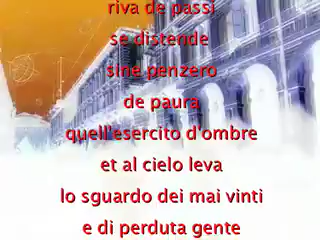 riva de passi
se distende
sine penzero
de paura
quell'esercito d'ombre
et al cielo leva
lo sguardo dei mai vinti
e di perduta gente